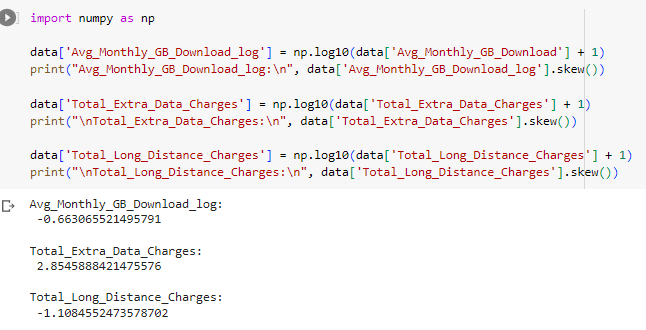 import numpy as np
data['Avg_Monthly_GB_Download_log'] = np.log10(data['Avg_Monthly_GB_Download'] + 1)
print("Avg_Monthly_GB_Download_log:\n", data['Avg_Monthly_GB_Download_log'].skew())
data['Total_Extra_Data_Charges'] = np.log10(data['Total_Extra_Data_Charges'] + 1)
print("\nTotal_Extra_Data_Charges:\n", data['Total_Extra_Data_Charges'].skew())
data['Total_Long_Distance_Charges'] = np.log10(data['Total_Long_Distance_Charges'] + 1)
print("\nTotal_Long_Distance_Charges:\n", data['Total_Long_Distance_Charges'].skew())
Avg_Monthly_GB_Download_log:
-0.663065521495791
Total_Extra_Data_Charges:
2.8545888421475576
Total_Long_Distance_Charges:
-1.1084552473578702